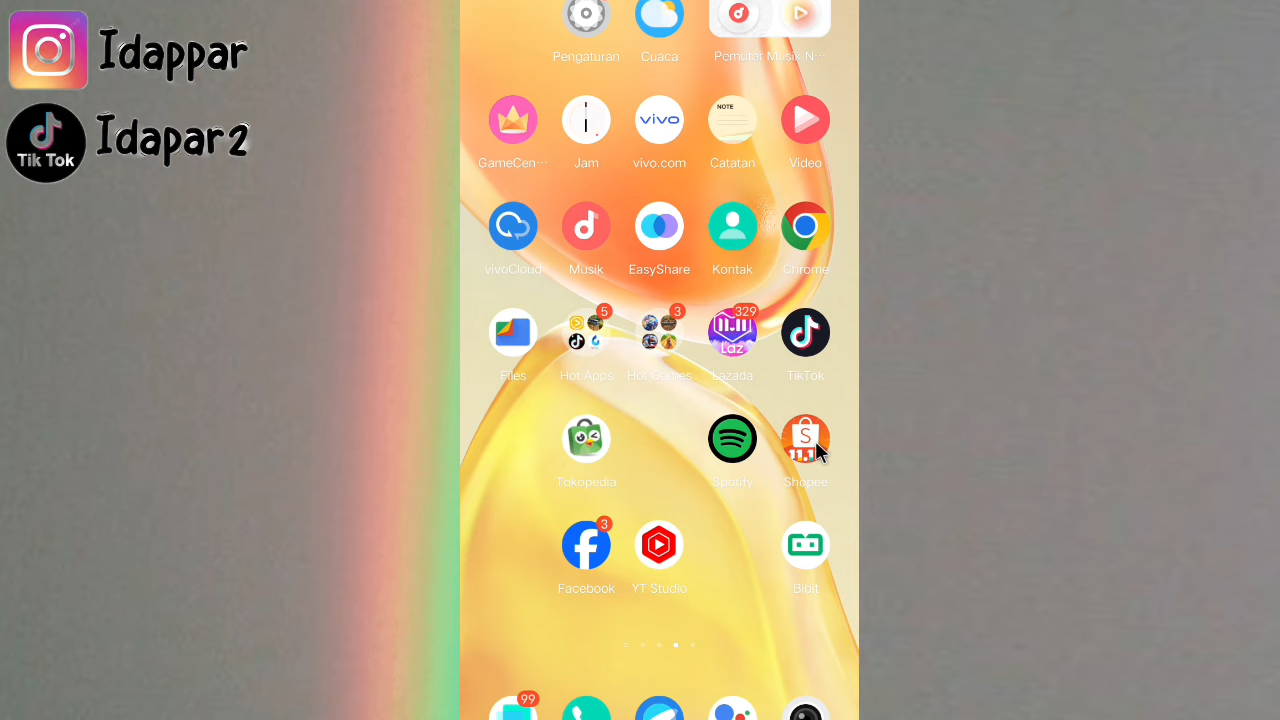 Idappar
Tik Tok
Idapar2
Pengaturan
Cuaca
Pemutar Musik N···
GameCen···
Jam
vivo
vivo.com
NOTE
Catatan
Video
vivoCloud
Musik
EasyShare
Kontak
Chrome
Files
5
Hot Apps
3
Hot Games
329
11.11
Laz
Lazada
TikTok
Tokopedia
Spotify
S
11.1
Shopee
3
Facebook
YT Studio
Bibit
99